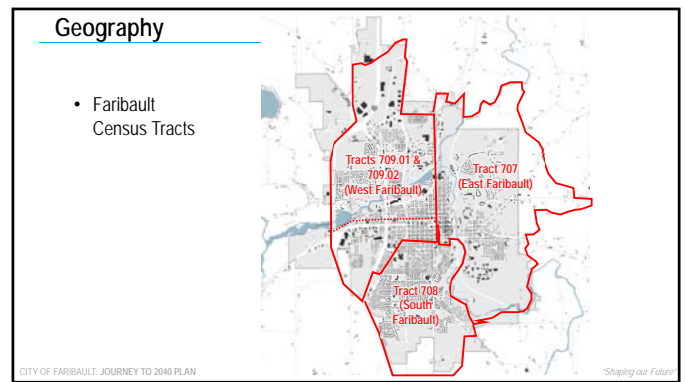 Geography
• Faribault
Census Tracts
Tracts 709.01 &
709.02
(West Faribault)
Tract 707
(East Faribault)
Tract 708
(South
Faribault)
CITY OF FARIBAULT: JOURNEY TO 2040 PLAN
"Shaping our Future"